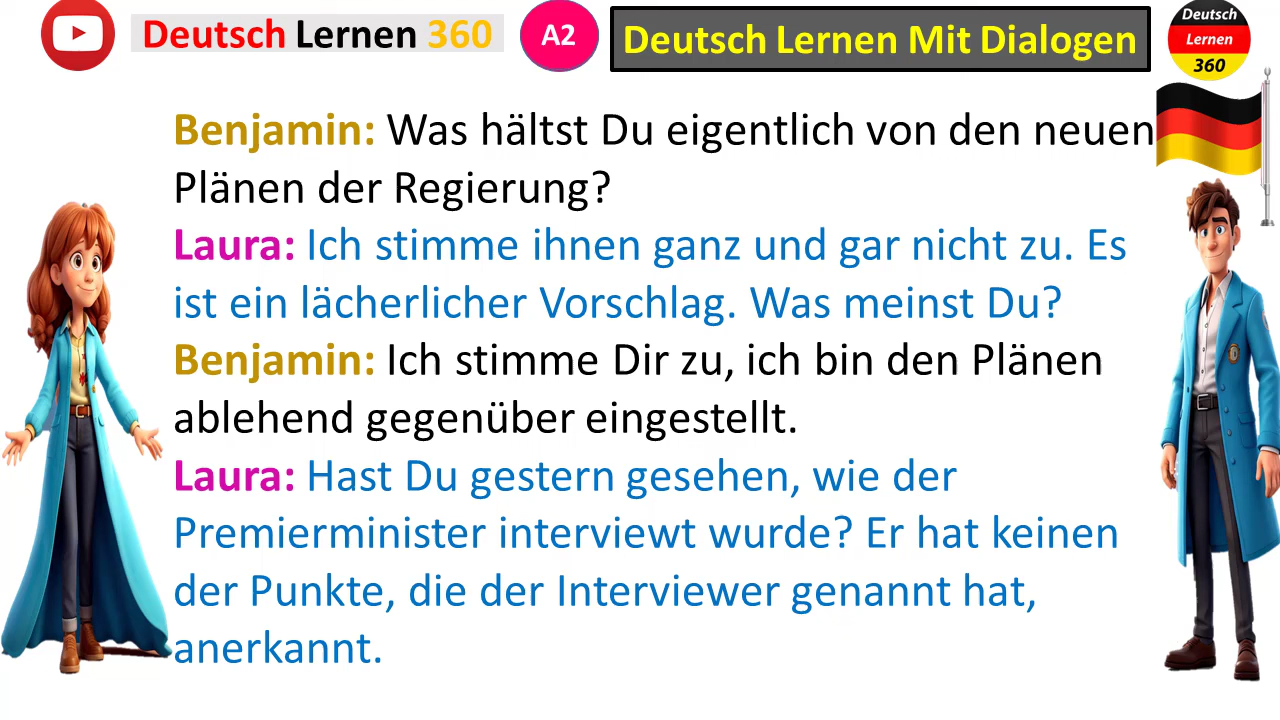 Deutsch Lernen 360
A2
Deutsch Lernen Mit Dialogen
Deutsch
Lernen
360
Benjamin: Was hältst Du eigentlich von den neuen
Plänen der Regierung?
Laura: Ich stimme ihnen ganz und gar nicht zu. Es
ist ein lächerlicher Vorschlag. Was meinst Du?
Benjamin: Ich stimme Dir zu, ich bin den Plänen
ablehend gegenüber eingestellt.
Laura: Hast Du gestern gesehen, wie der
Premierminister interviewt wurde? Er hat keinen
der Punkte, die der Interviewer genannt hat,
anerkannt.